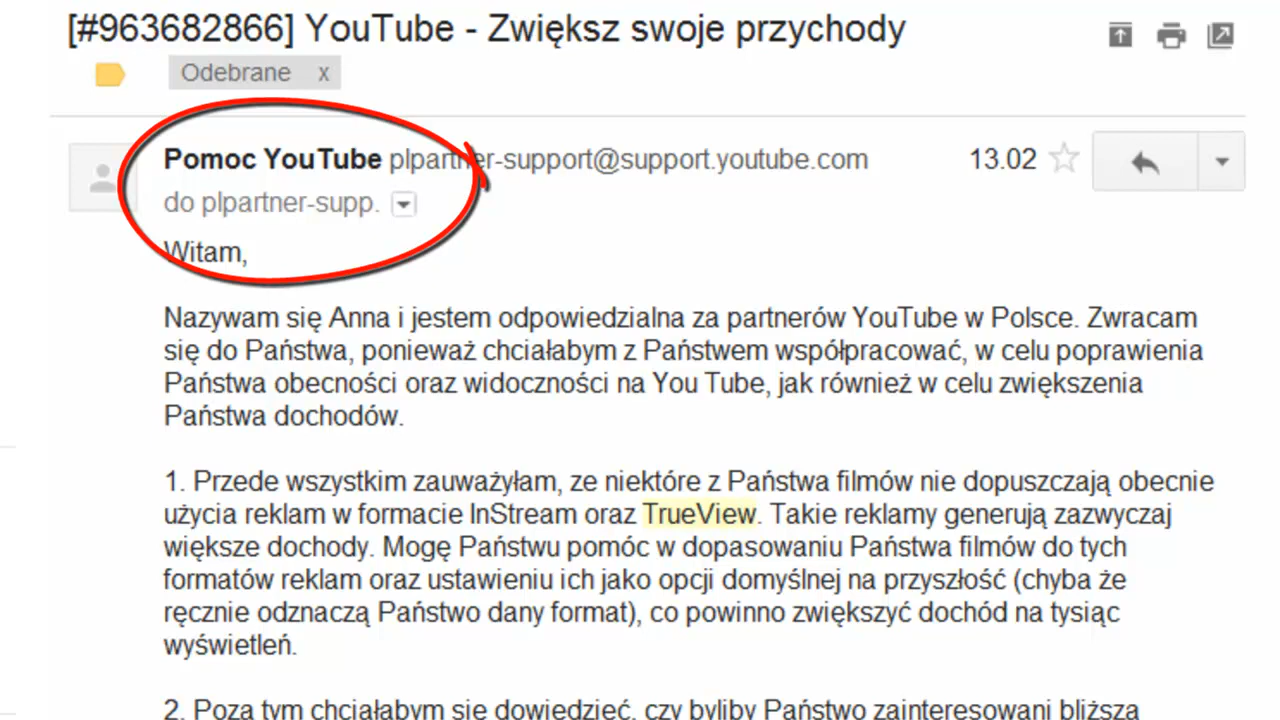 [#963682866] YouTube - Zwiększ swoje przychody
Odebrane x
Pomoc YouTube plpartner-support@support.youtube.com 13.02
do plpartner-supp.
Witam,
Nazywam się Anna i jestem odpowiedzialna za partnerów YouTube w Polsce. Zwracam
się do Państwa, ponieważ chciałabym z Państwem współpracować, w celu poprawienia
Państwa obecności oraz widoczności na You Tube, jak również w celu zwiększenia
Państwa dochodów.
1. Przede wszystkim zauważyłam, ze niektóre z Państwa filmów nie dopuszczają obecnie
użycia reklam w formacie InStream oraz TrueView. Takie reklamy generują zazwyczaj
większe dochody. Mogę Państwu pomóc w dopasowaniu Państwa filmów do tych
formatów reklam oraz ustawieniu ich jako opcji domyślnej na przyszłość (chyba że
ręcznie odznaczą Państwo dany format), co powinno zwiększyć dochód na tysiąc
wyświetleń.
2. Poza tym chciałabym się dowiedzieć, czy byliby Państwo zainteresowani bliższą